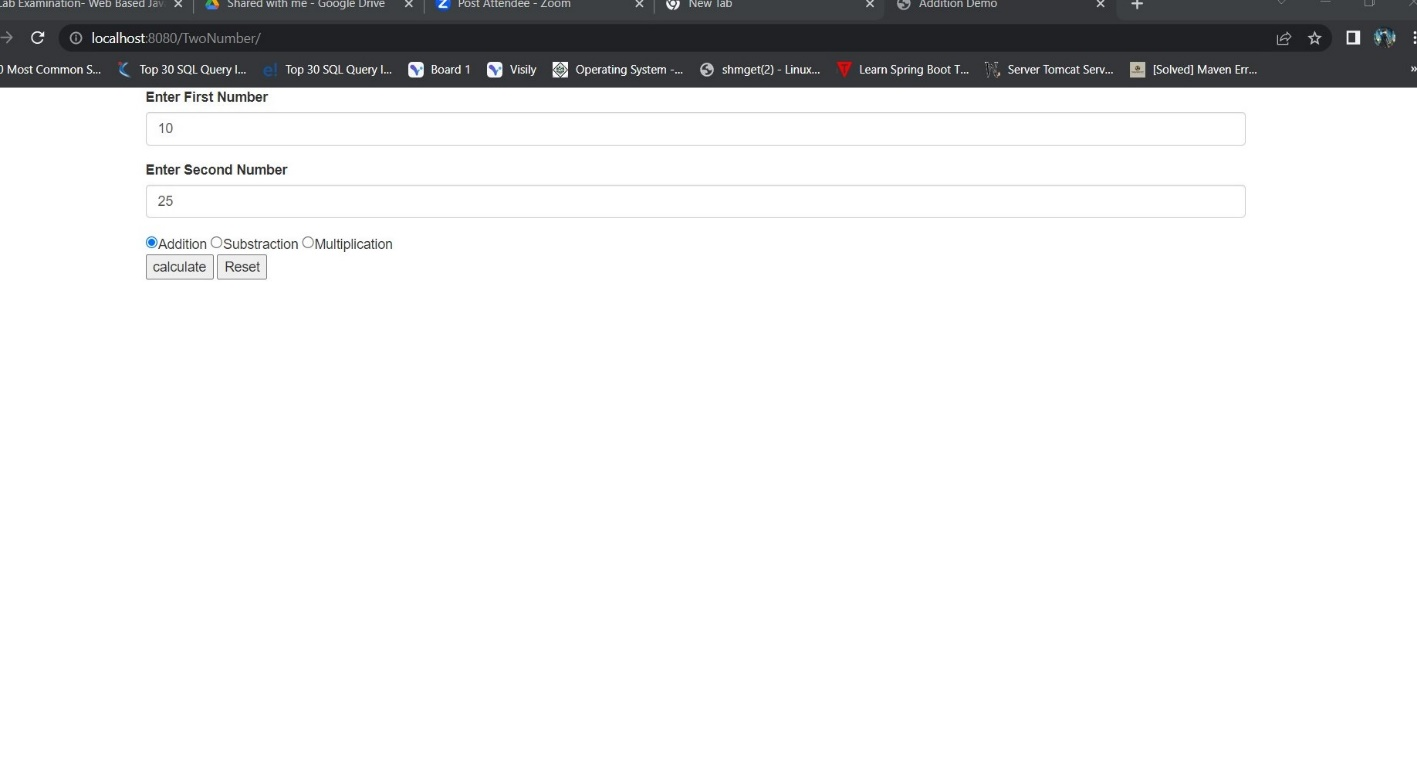 Lab Examination- Web Based Jav Shared with me - Google Drive Post Attendee - Zoom New Tab Addition Demo
localhost:8080/TwoNumber/
0 Most Common S... Top 30 SQL Query I... e! Top 30 SQL Query I... Board 1 Visily Operating System -... shmget(2) - Linux... Learn Spring Boot T... Server Tomcat Serv... [Solved] Maven Err... »
Enter First Number
10
Enter Second Number
25
Addition Substraction Multiplication
calculate Reset